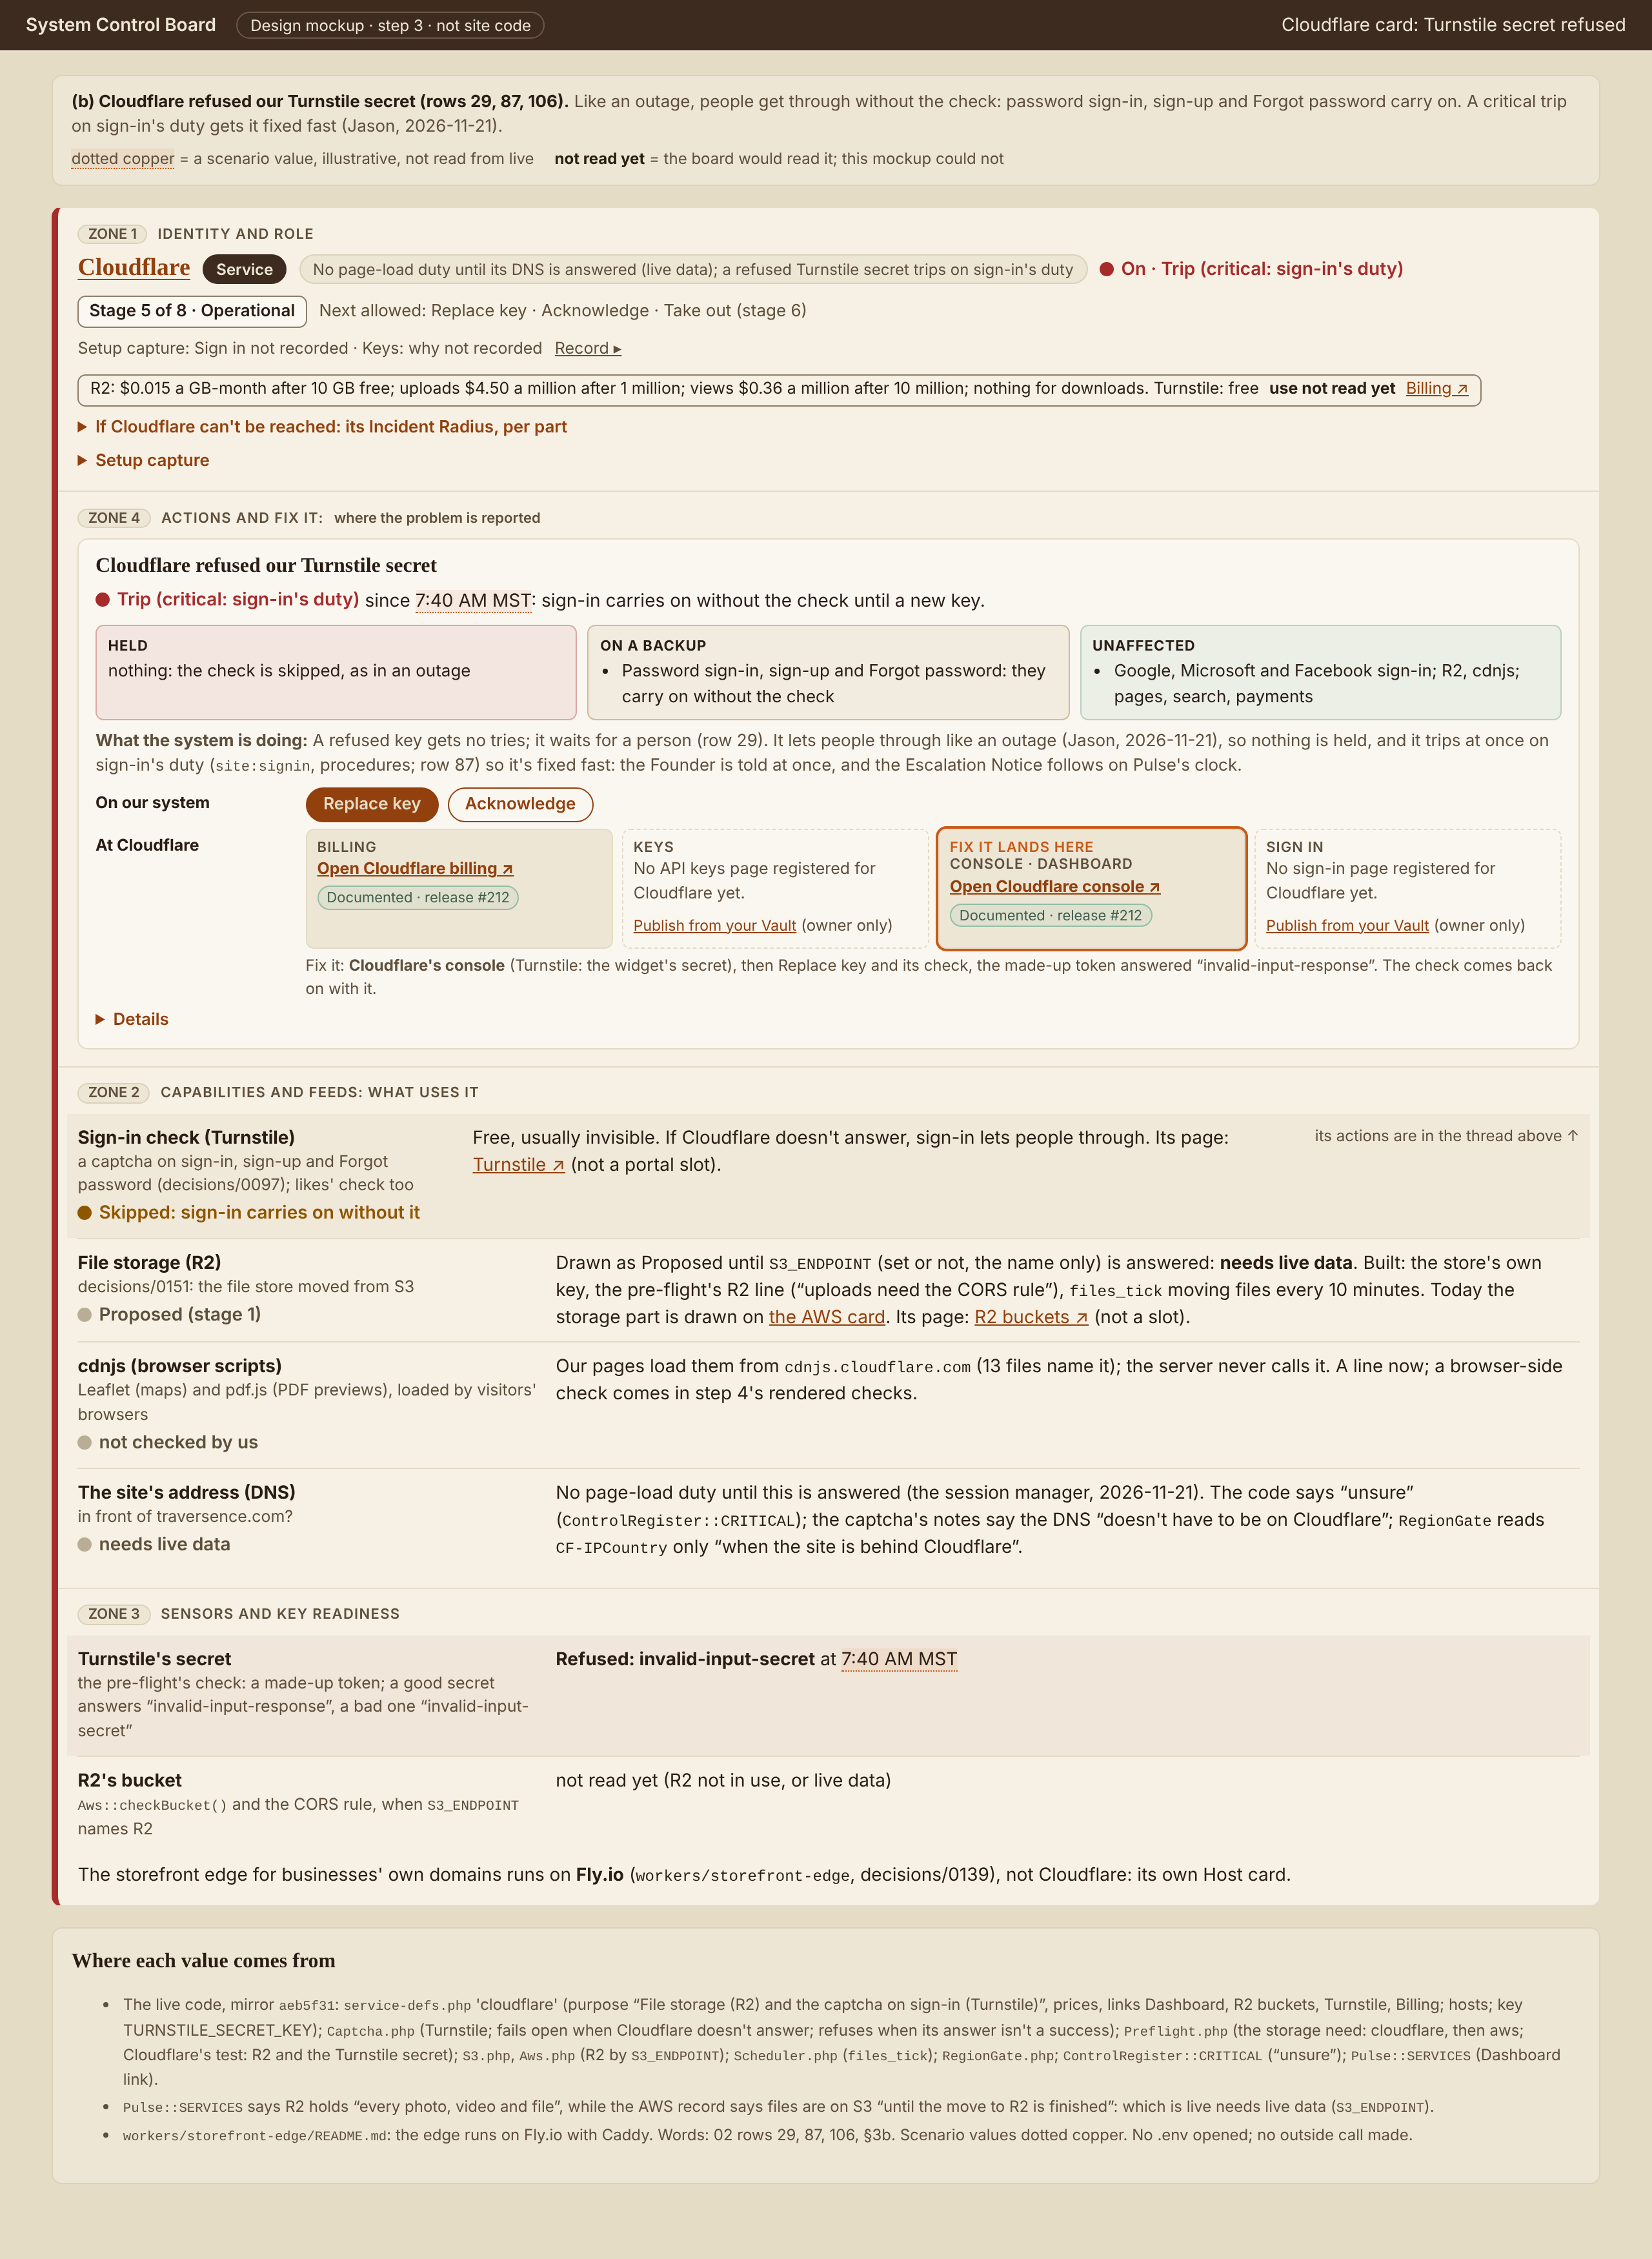 System Control Board
Design mockup · step 3 · not site code
Cloudflare card: Turnstile secret refused
(b) Cloudflare refused our Turnstile secret (rows 29, 87, 106). Like an outage, people get through without the check: password sign-in, sign-up and Forgot password carry on. A critical trip
on sign-in's duty gets it fixed fast (Jason, 2026-11-21).
dotted copper = a scenario value, illustrative, not read from live not read yet = the board would read it; this mockup could not
ZONE 1 IDENTITY AND ROLE
Cloudflare Service No page-load duty until its DNS is answered (live data); a refused Turnstile secret trips on sign-in's duty On · Trip (critical: sign-in's duty)
Stage 5 of 8 · Operational Next allowed: Replace key · Acknowledge · Take out (stage 6)
Setup capture: Sign in not recorded · Keys: why not recorded Record ▸
R2: $0.015 a GB-month after 10 GB free; uploads $4.50 a million after 1 million; views $0.36 a million after 10 million; nothing for downloads. Turnstile: free use not read yet Billing ↗
▶ If Cloudflare can't be reached: its Incident Radius, per part
▶ Setup capture
ZONE 4 ACTIONS AND FIX IT: where the problem is reported
Cloudflare refused our Turnstile secret
Trip (critical: sign-in's duty) since 7:40 AM MST: sign-in carries on without the check until a new key.
HELD
nothing: the check is skipped, as in an outage
ON A BACKUP
• Password sign-in, sign-up and Forgot password: they
carry on without the check
UNAFFECTED
• Google, Microsoft and Facebook sign-in; R2, cdnjs;
pages, search, payments
What the system is doing: A refused key gets no tries; it waits for a person (row 29). It lets people through like an outage (Jason, 2026-11-21), so nothing is held, and it trips at once on
sign-in's duty (site:signin, procedures; row 87) so it's fixed fast: the Founder is told at once, and the Escalation Notice follows on Pulse's clock.
On our system
Replace key Acknowledge
At Cloudflare
BILLING
Open Cloudflare billing ↗
Documented · release #212
KEYS
No API keys page registered for
Cloudflare yet.
Publish from your Vault (owner only)
FIX IT LANDS HERE
CONSOLE · DASHBOARD
Open Cloudflare console ↗
Documented · release #212
SIGN IN
No sign-in page registered for
Cloudflare yet.
Publish from your Vault (owner only)
Fix it: Cloudflare's console (Turnstile: the widget's secret), then Replace key and its check, the made-up token answered “invalid-input-response”. The check comes back
on with it.
▶ Details
ZONE 2 CAPABILITIES AND FEEDS: WHAT USES IT
Sign-in check (Turnstile)
a captcha on sign-in, sign-up and Forgot
password (decisions/0097); likes' check too
Skipped: sign-in carries on without it
Free, usually invisible. If Cloudflare doesn't answer, sign-in lets people through. Its page:
Turnstile ↗ (not a portal slot).
its actions are in the thread above ↑
File storage (R2)
decisions/0151: the file store moved from S3
Proposed (stage 1)
Drawn as Proposed until S3_ENDPOINT (set or not, the name only) is answered: needs live data. Built: the store's own
key, the pre-flight's R2 line (“uploads need the CORS rule”), files_tick moving files every 10 minutes. Today the
storage part is drawn on the AWS card. Its page: R2 buckets ↗ (not a slot).
cdnjs (browser scripts)
Leaflet (maps) and pdf.js (PDF previews), loaded by visitors'
browsers
not checked by us
Our pages load them from cdnjs.cloudflare.com (13 files name it); the server never calls it. A line now; a browser-side
check comes in step 4's rendered checks.
The site's address (DNS)
in front of traversence.com?
needs live data
No page-load duty until this is answered (the session manager, 2026-11-21). The code says “unsure”
(ControlRegister::CRITICAL); the captcha's notes say the DNS “doesn't have to be on Cloudflare”; RegionGate reads
CF-IPCountry only “when the site is behind Cloudflare”.
ZONE 3 SENSORS AND KEY READINESS
Turnstile's secret
the pre-flight's check: a made-up token; a good secret
answers “invalid-input-response”, a bad one “invalid-input-
secret”
Refused: invalid-input-secret at 7:40 AM MST
R2's bucket
Aws::checkBucket() and the CORS rule, when S3_ENDPOINT
names R2
not read yet (R2 not in use, or live data)
The storefront edge for businesses' own domains runs on Fly.io (workers/storefront-edge, decisions/0139), not Cloudflare: its own Host card.
Where each value comes from
• The live code, mirror aeb5f31: service-defs.php 'cloudflare' (purpose “File storage (R2) and the captcha on sign-in (Turnstile)”, prices, links Dashboard, R2 buckets, Turnstile, Billing; hosts; key
TURNSTILE_SECRET_KEY); Captcha.php (Turnstile; fails open when Cloudflare doesn't answer; refuses when its answer isn't a success); Preflight.php (the storage need: cloudflare, then aws;
Cloudflare's test: R2 and the Turnstile secret); S3.php, Aws.php (R2 by S3_ENDPOINT); Scheduler.php (files_tick); RegionGate.php; ControlRegister::CRITICAL (“unsure”); Pulse::SERVICES (Dashboard
link).
• Pulse::SERVICES says R2 holds “every photo, video and file”, while the AWS record says files are on S3 “until the move to R2 is finished”: which is live needs live data (S3_ENDPOINT).
• workers/storefront-edge/README.md: the edge runs on Fly.io with Caddy. Words: 02 rows 29, 87, 106, §3b. Scenario values dotted copper. No .env opened; no outside call made.